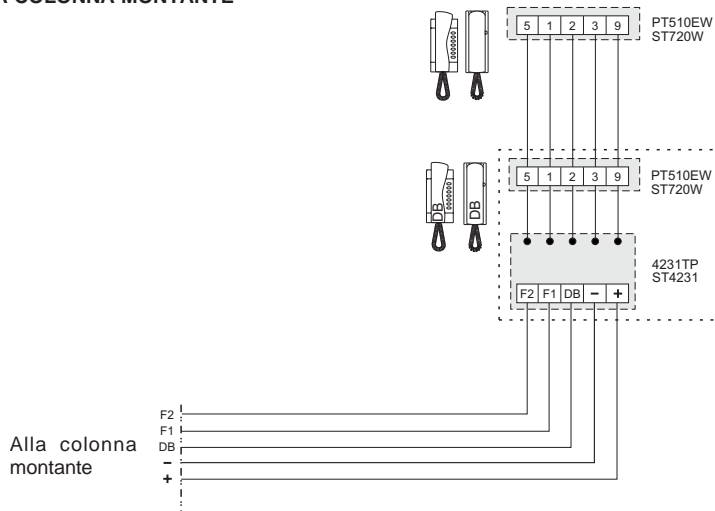 A COLONNA MONTANTE
5 1 2 3 9
PT510EW
ST720W
DB
DB
5 1 2 3 9
PT510EW
ST720W
4231TP
ST4231
F2 F1 DB – +
F2
F1
DB
–
+
Alla colonna
montante